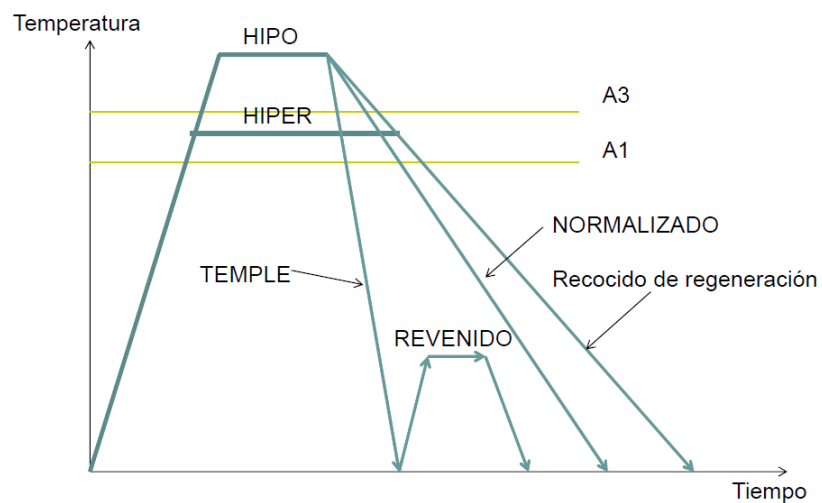 Temperatura
HIPO
A3
HIPER
A1
NORMALIZADO
TEMPLE
Recocido de regeneración
REVENIDO
Tiempo